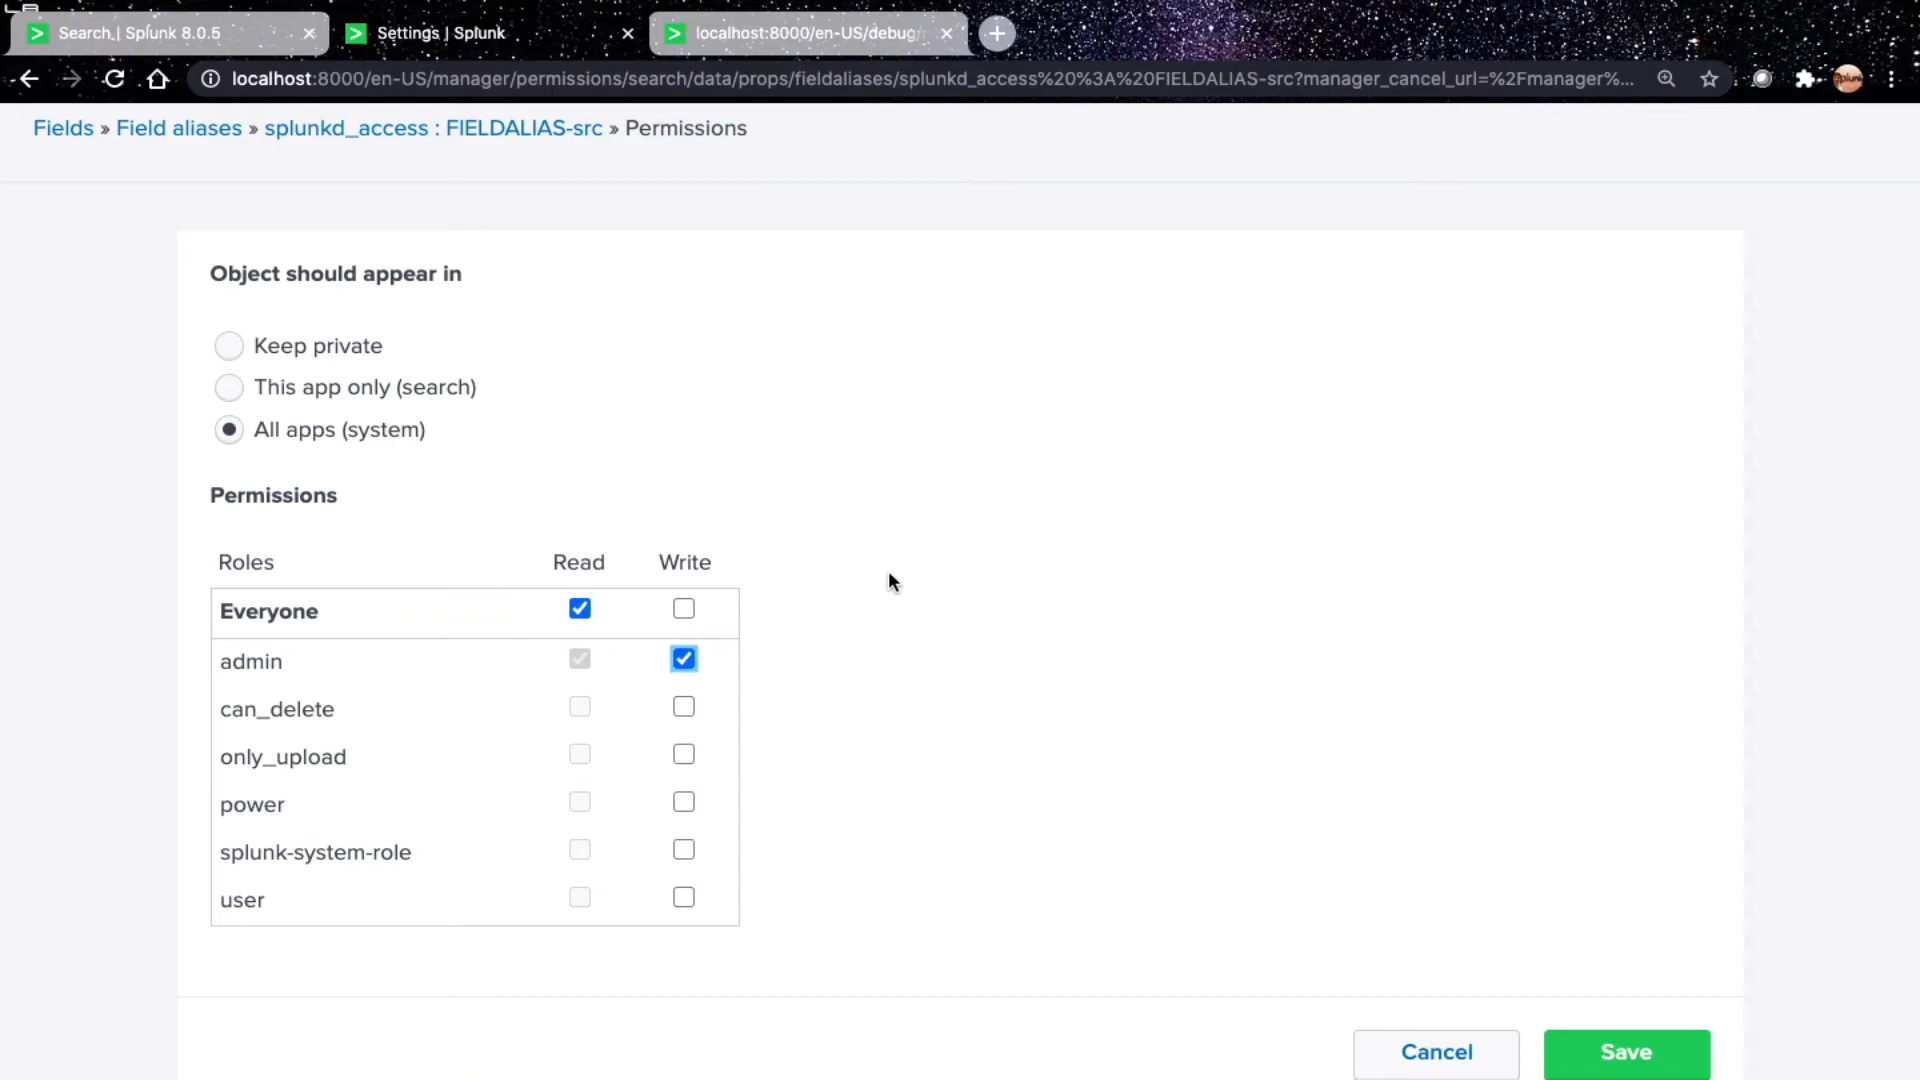 Search | Splunk 8.0.5
Settings | Splunk
localhost:8000/en-US/debug/
localhost:8000/en-US/manager/permissions/search/data/props/fieldaliases/splunkd_access%20%3A%20FIELDALIAS-src?manager_cancel_url=%2Fmanager%...
Fields » Field aliases » splunkd_access : FIELDALIAS-src » Permissions
Object should appear in
Keep private
This app only (search)
All apps (system)
Permissions
Roles Read Write
Everyone
admin
can_delete
only_upload
power
splunk-system-role
user
Cancel Save